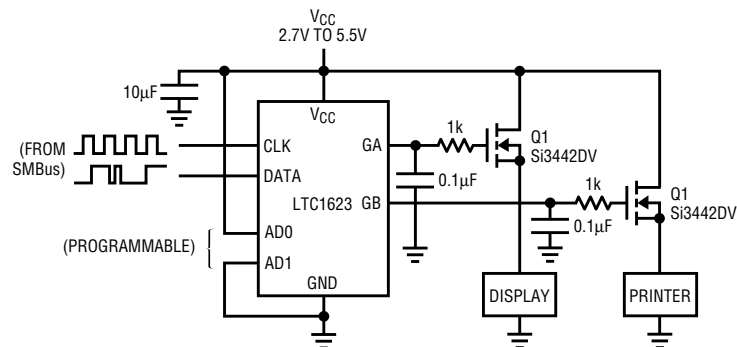 VCC
2.7V TO 5.5V
10µF
VCC
(FROM
SMBus)
CLK
DATA
LTC1623
GA
GB
1k
Q1
Si3442DV
0.1µF
1k
Q1
Si3442DV
0.1µF
(PROGRAMMABLE)
AD0
AD1
GND
DISPLAY
PRINTER